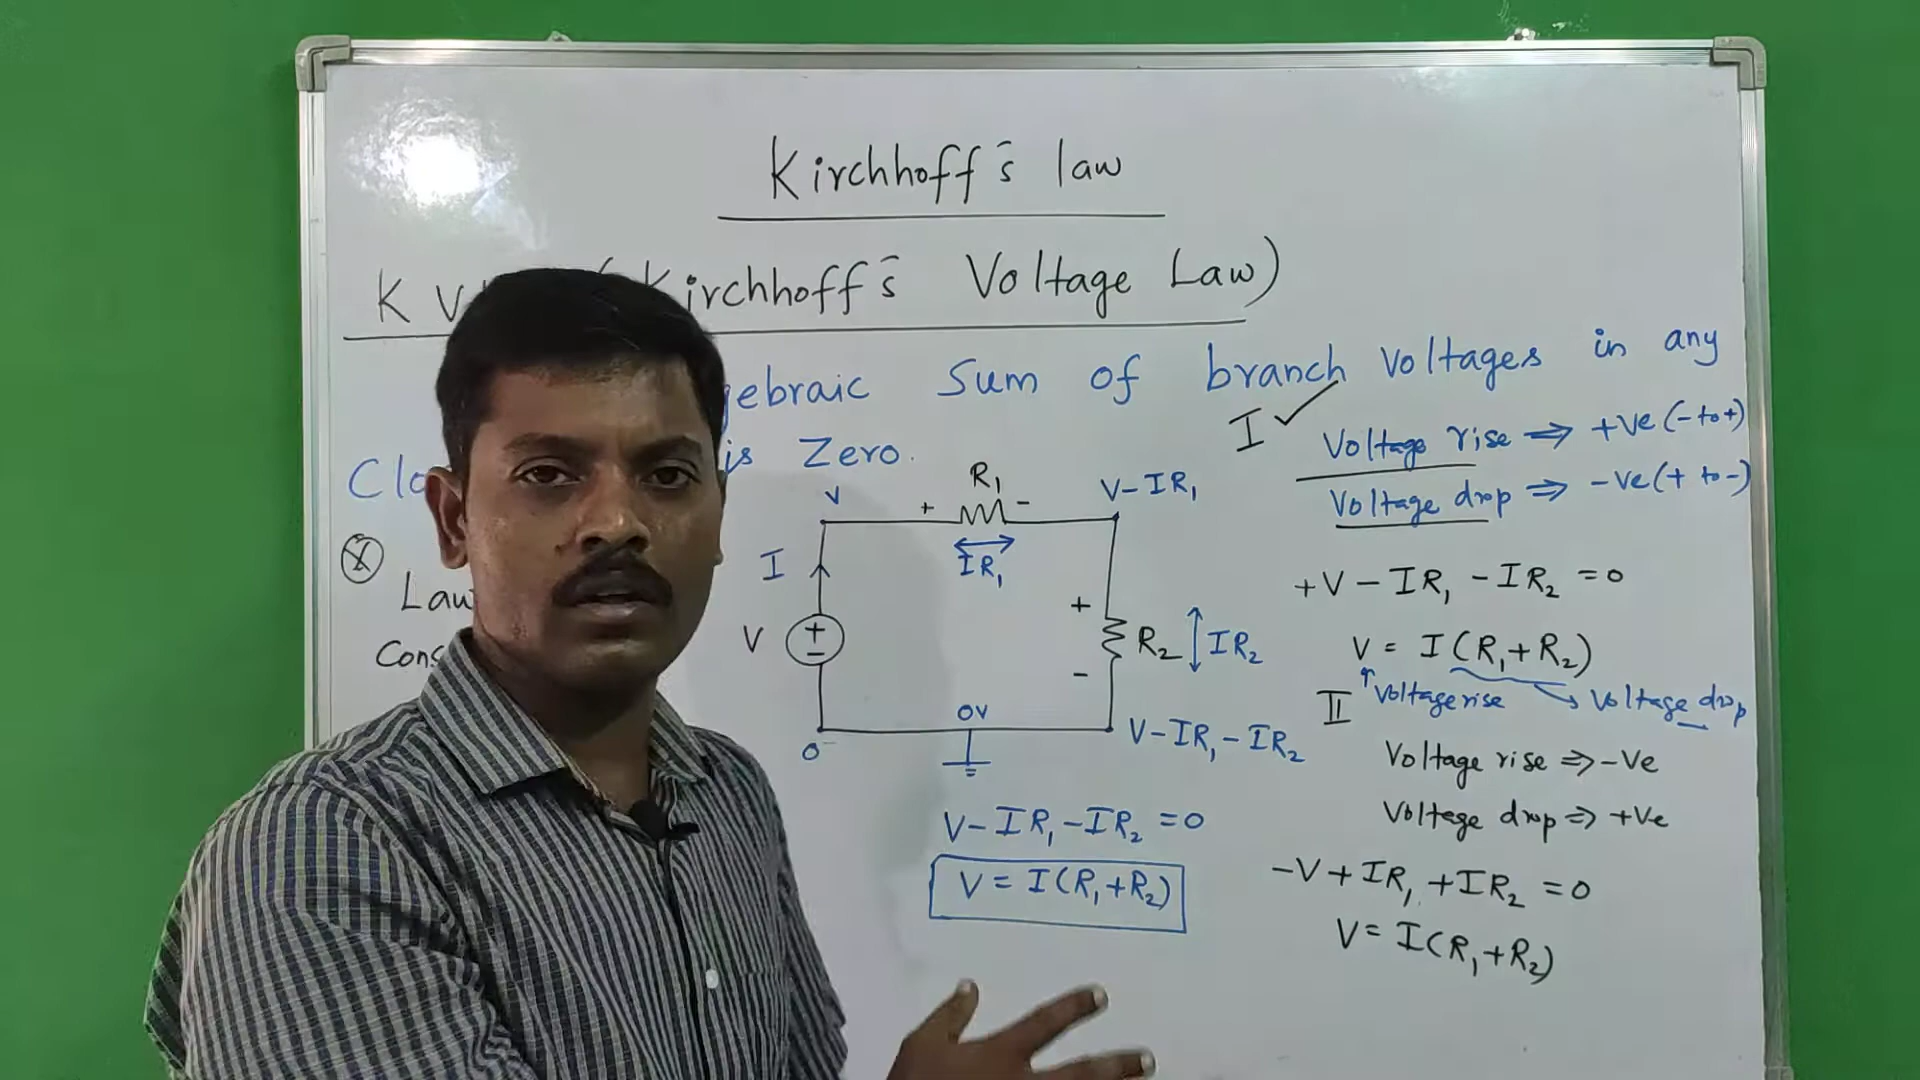 Kirchhoff's law
K V (Kirchhoff's Voltage Law)
gebraic Sum of branch Voltages in any
Clo is Zero.
I ✓
Voltage rise ⇒ +ve (- to +)
Voltage drop ⇒ -ve (+ to -)
Law
Cons
V
+ R₁ -
IR₁
V-IR₁
I
V
+
-
+
R₂
-
IR₂
0V
0
V-IR₁-IR₂
V-IR₁-IR₂=0
V=I(R₁+R₂)
+V-IR₁-IR₂=0
V=I(R₁+R₂)
Voltage rise
Voltage drop
II
Voltage rise ⇒ -Ve
Voltage drop ⇒ +Ve
-V+IR₁+IR₂=0
V=I(R₁+R₂)